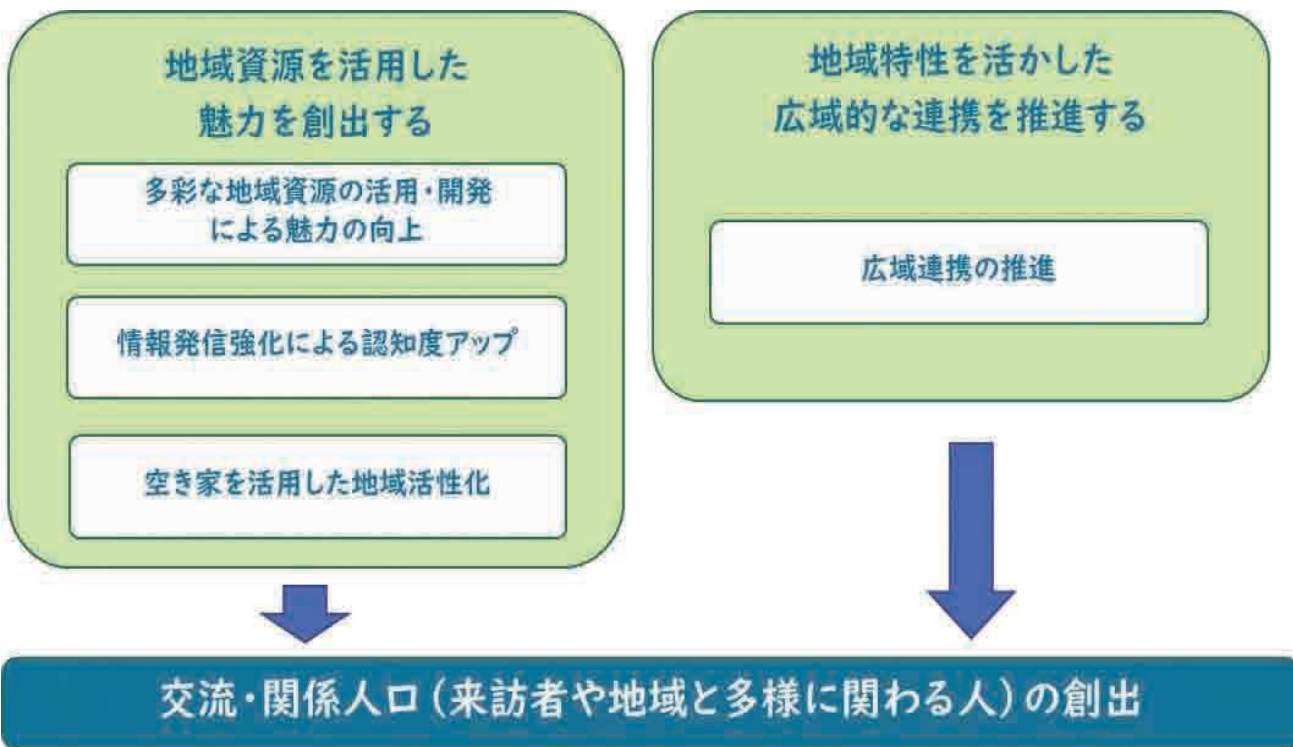 地域資源を活用した
魅力を創出する
多彩な地域資源の活用・開発
による魅力の向上
情報発信強化による認知度アップ
空き家を活用した地域活性化
地域特性を活かした
広域的な連携を推進する
広域連携の推進
交流・関係人口（来訪者や地域と多様に関わる人）の創出